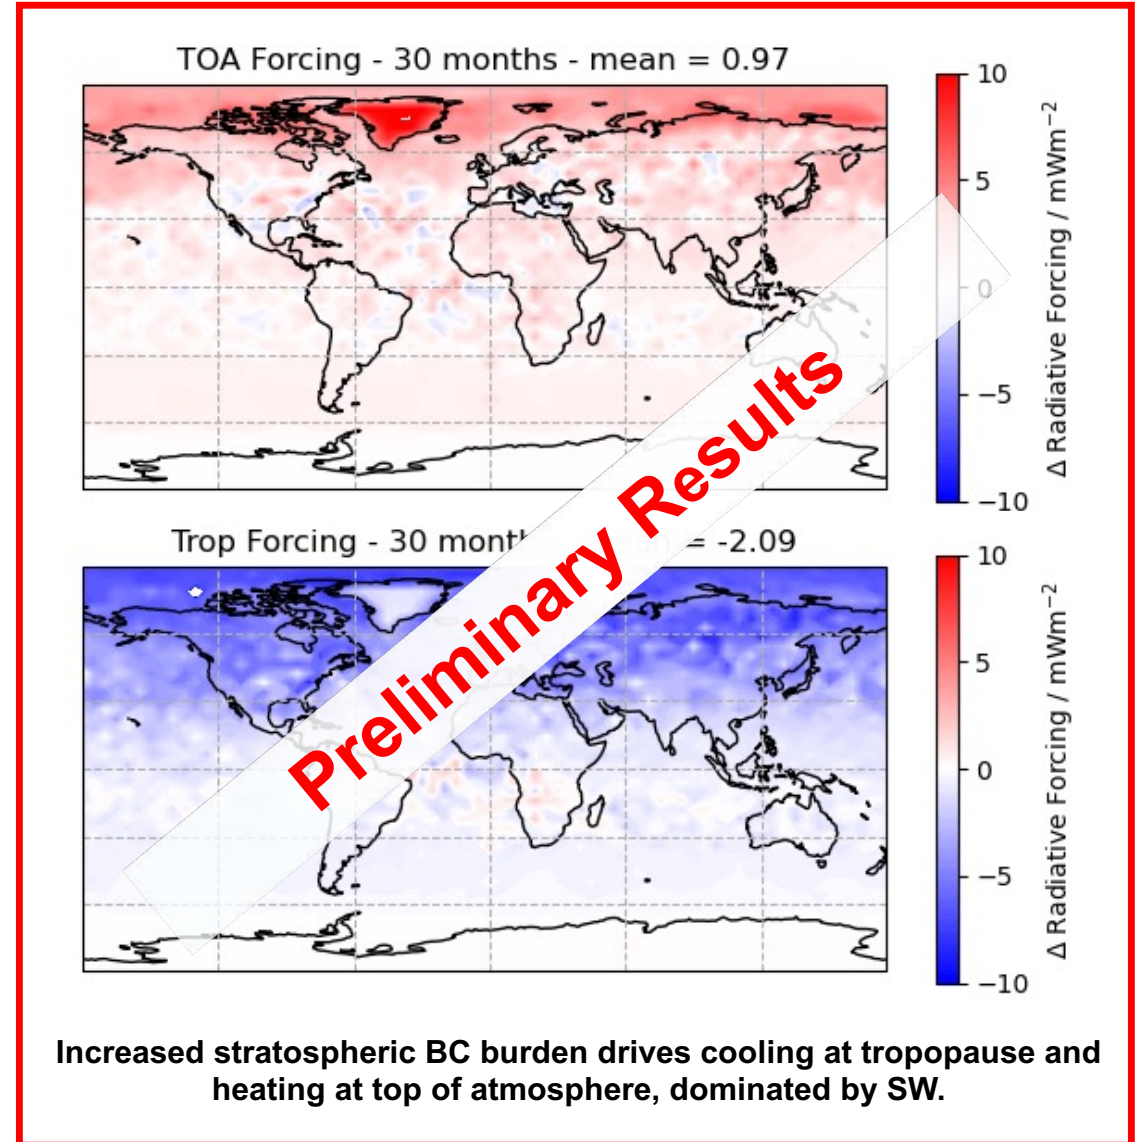 TOA Forcing - 30 months - mean = 0.97
10
5
0
−5
−10
Δ Radiative Forcing / mWm⁻²
Trop Forcing - 30 month mean = -2.09
10
5
0
−5
−10
Δ Radiative Forcing / mWm⁻²
Preliminary Results
Increased stratospheric BC burden drives cooling at tropopause and
heating at top of atmosphere, dominated by SW.